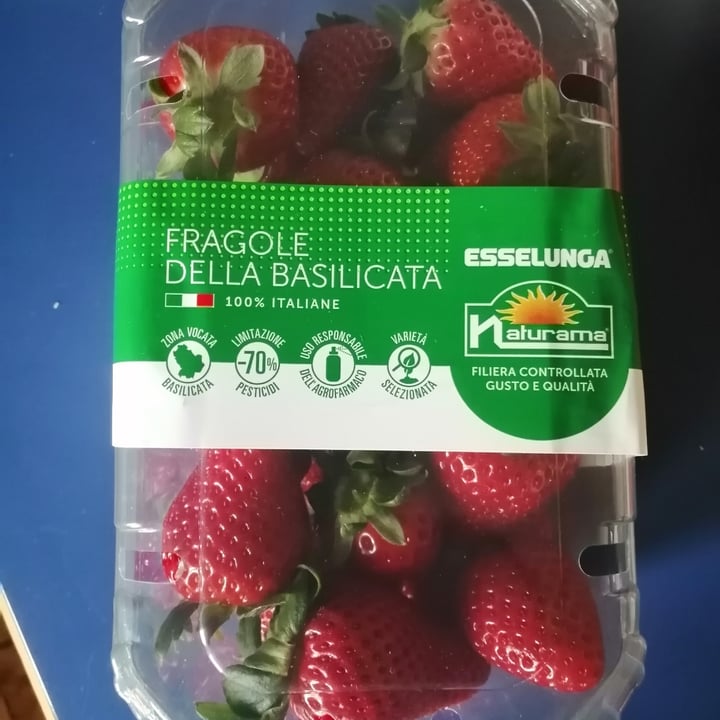 FRAGOLE
DELLA BASILICATA
100% ITALIANE
ZONA VOCATA
BASILICATA
LIMITAZIONE
-70%
PESTICIDI
USO RESPONSABILE
DELL'AGROFARMACO
VARIETÀ
SELEZIONATA
ESSELUNGA®
Naturama
FILIERA CONTROLLATA
GUSTO E QUALITÀ